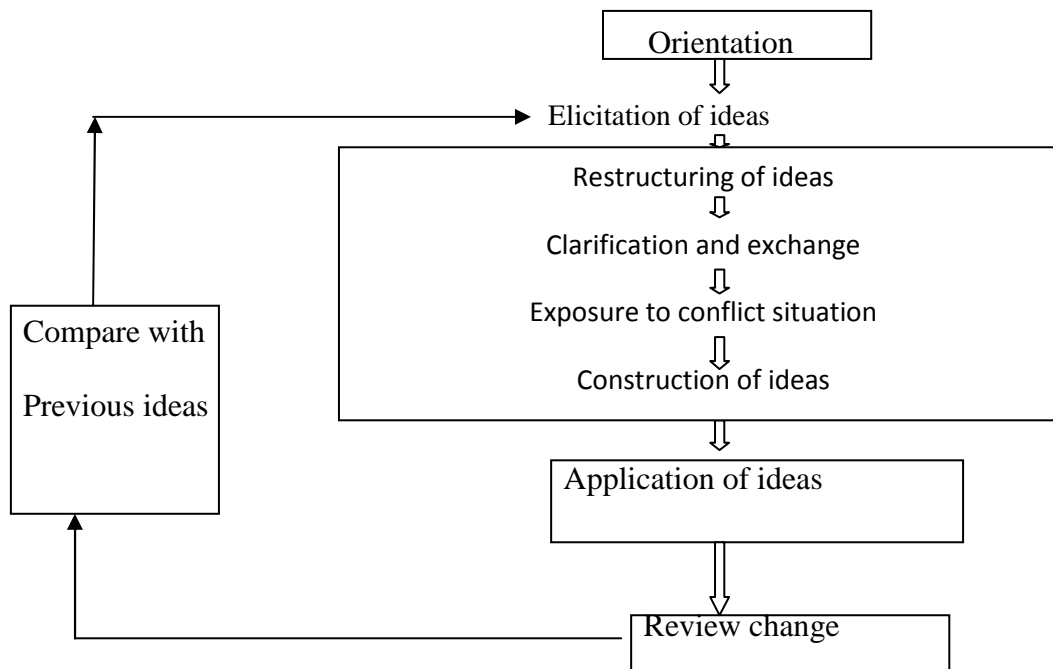 Orientation
Elicitation of ideas
Restructuring of ideas
Clarification and exchange
Exposure to conflict situation
Construction of ideas
Compare with
Previous ideas
Application of ideas
Review change